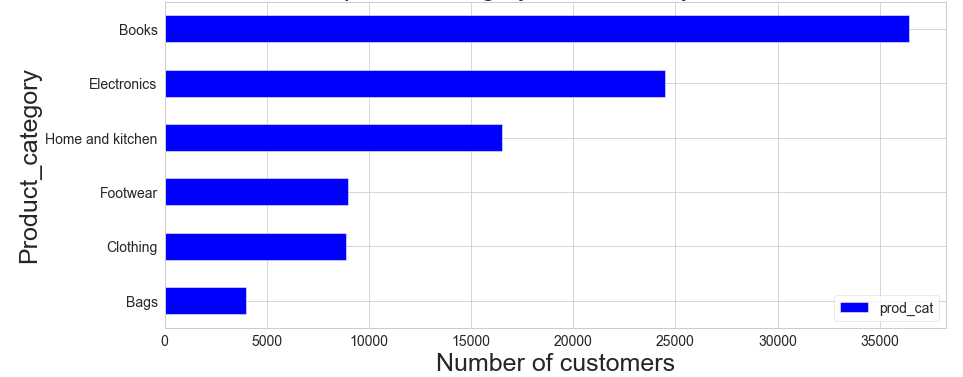 Books
Electronics
Home and kitchen
Footwear
Clothing
Bags
Product_category
prod_cat
0 5000 10000 15000 20000 25000 30000 35000
Number of customers